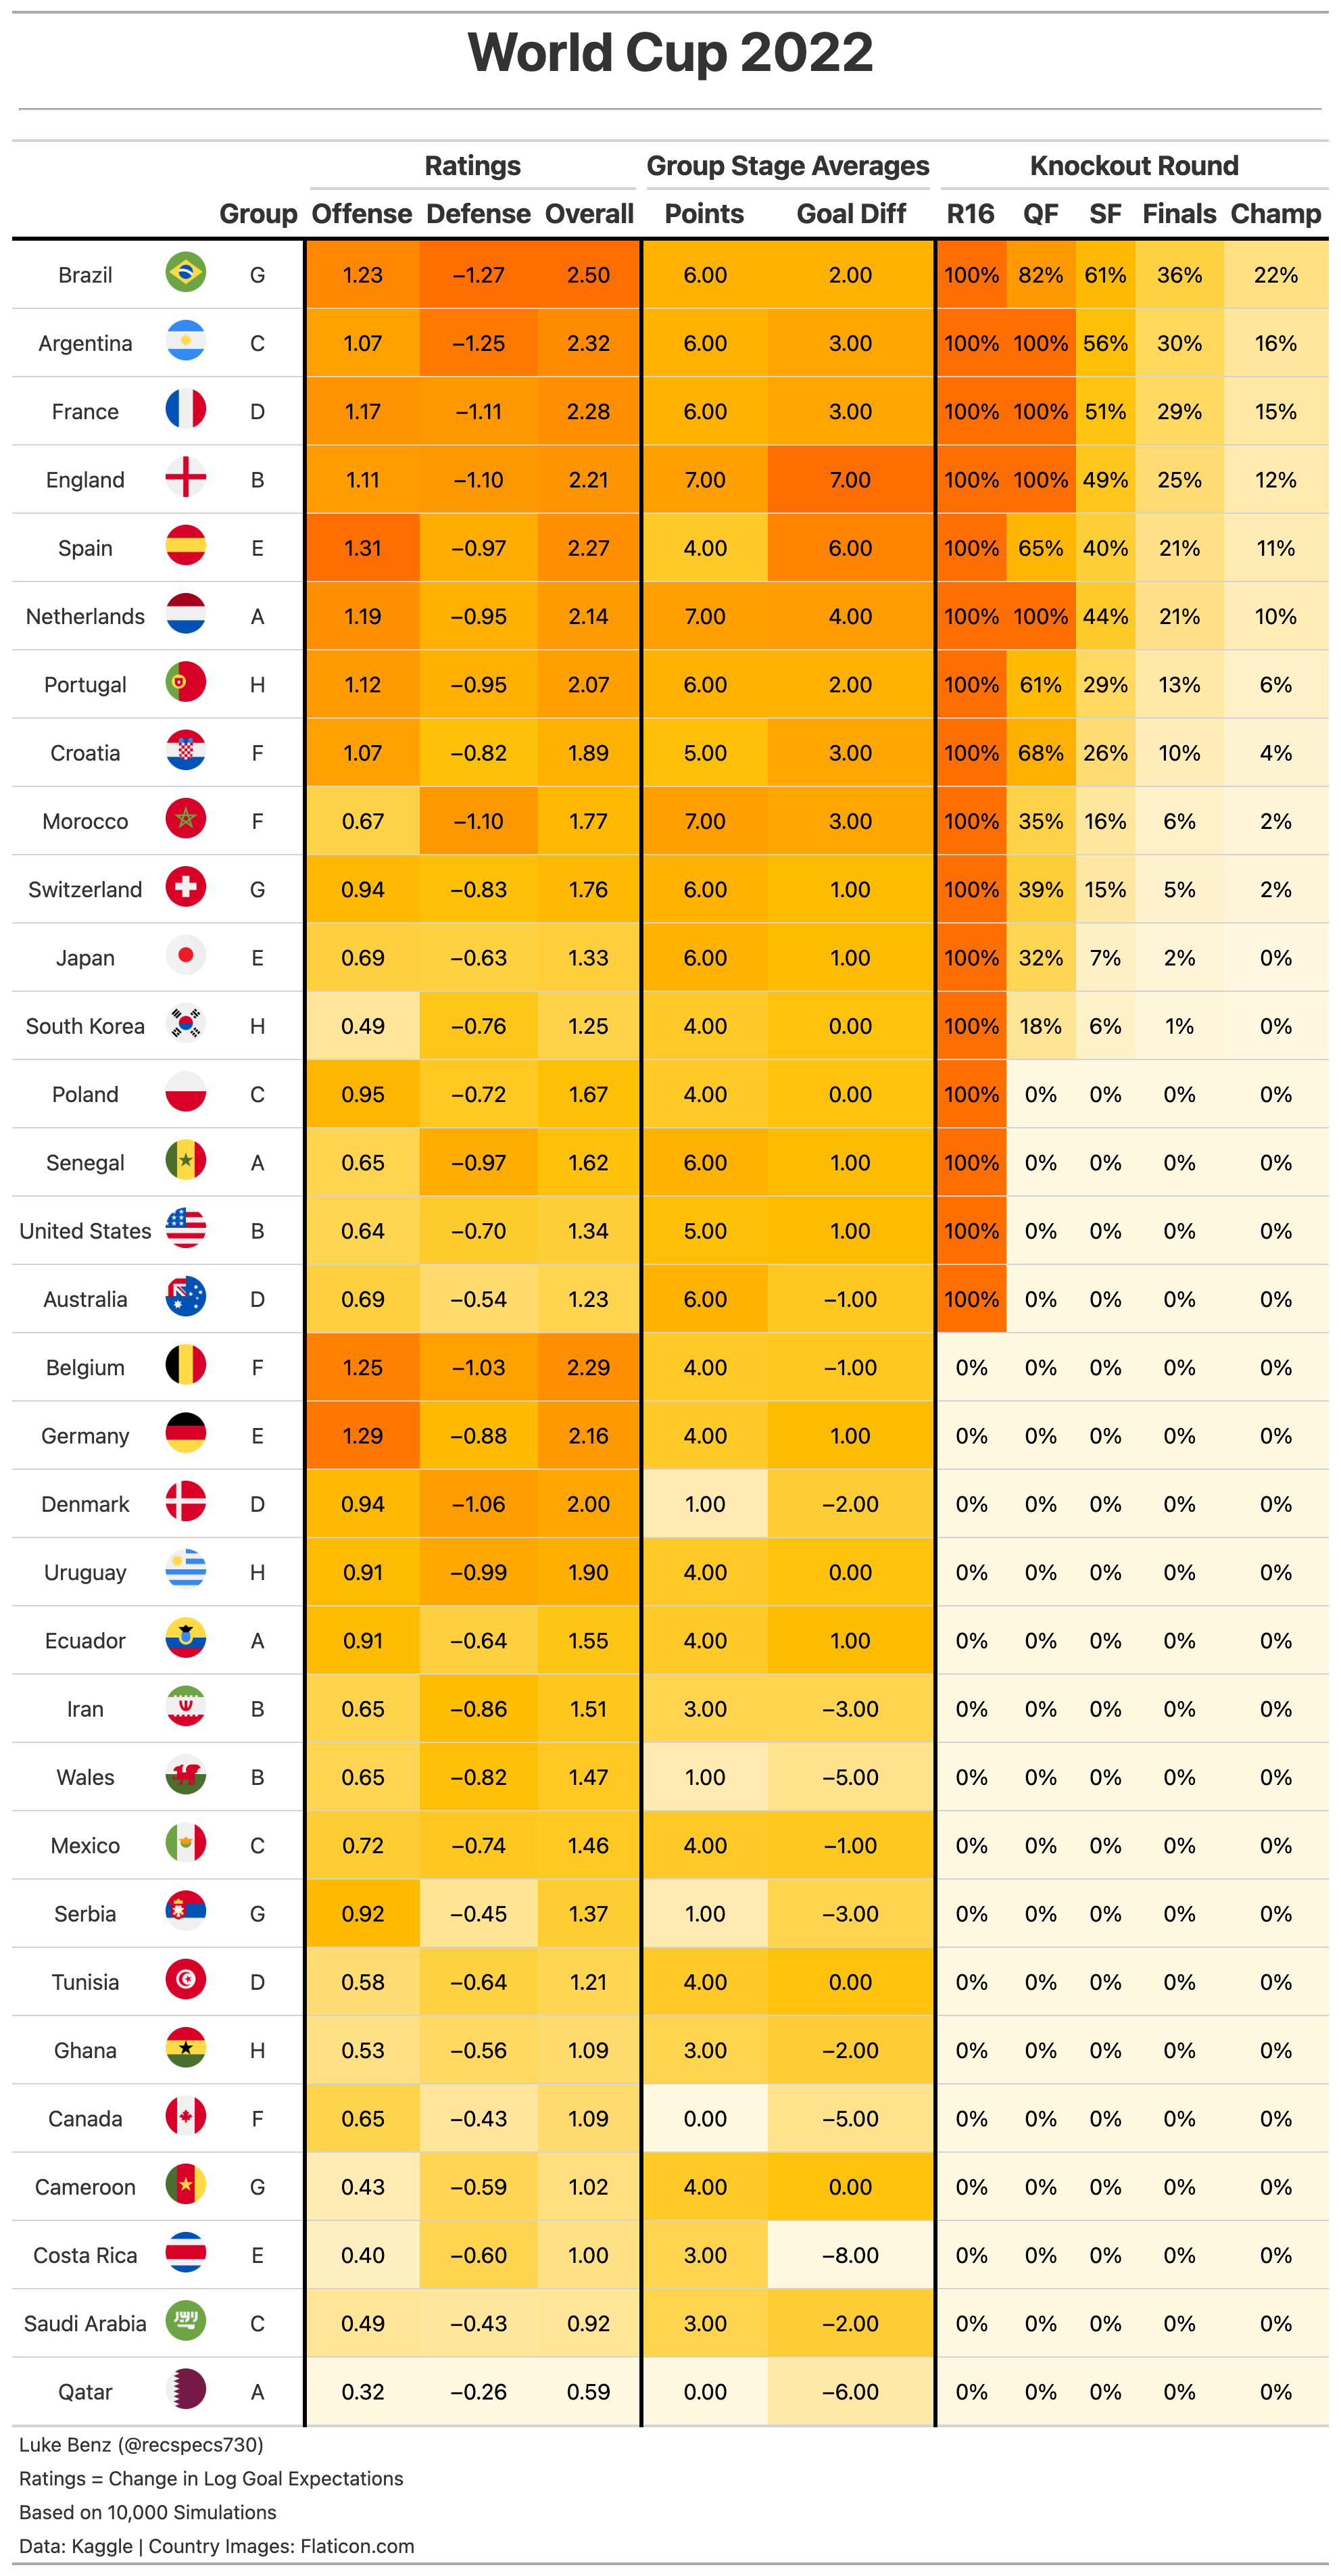 World Cup 2022
Ratings Group Stage Averages Knockout Round
Group Offense Defense Overall Points Goal Diff R16 QF SF Finals Champ
Brazil G 1.23 −1.27 2.50 6.00 2.00 100% 82% 61% 36% 22%
Argentina C 1.07 −1.25 2.32 6.00 3.00 100% 100% 56% 30% 16%
France D 1.17 −1.11 2.28 6.00 3.00 100% 100% 51% 29% 15%
England B 1.11 −1.10 2.21 7.00 7.00 100% 100% 49% 25% 12%
Spain E 1.31 −0.97 2.27 4.00 6.00 100% 65% 40% 21% 11%
Netherlands A 1.19 −0.95 2.14 7.00 4.00 100% 100% 44% 21% 10%
Portugal H 1.12 −0.95 2.07 6.00 2.00 100% 61% 29% 13% 6%
Croatia F 1.07 −0.82 1.89 5.00 3.00 100% 68% 26% 10% 4%
Morocco F 0.67 −1.10 1.77 7.00 3.00 100% 35% 16% 6% 2%
Switzerland G 0.94 −0.83 1.76 6.00 1.00 100% 39% 15% 5% 2%
Japan E 0.69 −0.63 1.33 6.00 1.00 100% 32% 7% 2% 0%
South Korea H 0.49 −0.76 1.25 4.00 0.00 100% 18% 6% 1% 0%
Poland C 0.95 −0.72 1.67 4.00 0.00 100% 0% 0% 0% 0%
Senegal A 0.65 −0.97 1.62 6.00 1.00 100% 0% 0% 0% 0%
United States B 0.64 −0.70 1.34 5.00 1.00 100% 0% 0% 0% 0%
Australia D 0.69 −0.54 1.23 6.00 −1.00 100% 0% 0% 0% 0%
Belgium F 1.25 −1.03 2.29 4.00 −1.00 0% 0% 0% 0% 0%
Germany E 1.29 −0.88 2.16 4.00 1.00 0% 0% 0% 0% 0%
Denmark D 0.94 −1.06 2.00 1.00 −2.00 0% 0% 0% 0% 0%
Uruguay H 0.91 −0.99 1.90 4.00 0.00 0% 0% 0% 0% 0%
Ecuador A 0.91 −0.64 1.55 4.00 1.00 0% 0% 0% 0% 0%
Iran B 0.65 −0.86 1.51 3.00 −3.00 0% 0% 0% 0% 0%
Wales B 0.65 −0.82 1.47 1.00 −5.00 0% 0% 0% 0% 0%
Mexico C 0.72 −0.74 1.46 4.00 −1.00 0% 0% 0% 0% 0%
Serbia G 0.92 −0.45 1.37 1.00 −3.00 0% 0% 0% 0% 0%
Tunisia D 0.58 −0.64 1.21 4.00 0.00 0% 0% 0% 0% 0%
Ghana H 0.53 −0.56 1.09 3.00 −2.00 0% 0% 0% 0% 0%
Canada F 0.65 −0.43 1.09 0.00 −5.00 0% 0% 0% 0% 0%
Cameroon G 0.43 −0.59 1.02 4.00 0.00 0% 0% 0% 0% 0%
Costa Rica E 0.40 −0.60 1.00 3.00 −8.00 0% 0% 0% 0% 0%
Saudi Arabia C 0.49 −0.43 0.92 3.00 −2.00 0% 0% 0% 0% 0%
Qatar A 0.32 −0.26 0.59 0.00 −6.00 0% 0% 0% 0% 0%
Luke Benz (@recspecs730)
Ratings = Change in Log Goal Expectations
Based on 10,000 Simulations
Data: Kaggle | Country Images: Flaticon.com